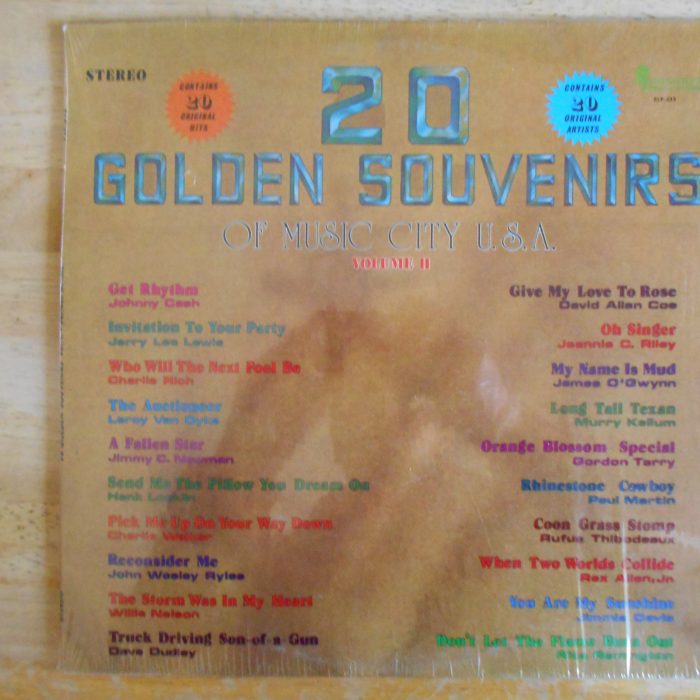 STEREO
CONTAINS
20
ORIGINAL
HITS
20
CONTAINS
20
ORIGINAL
ARTISTS
GOLDEN SOUVENIRS
OF MUSIC CITY U.S.A.
VOLUME II
Get Rhythm
Johnny Cash
Invitation To Your Party
Jerry Lee Lewis
Who Will The Next Fool Be
Charlie Rich
The Auctioneer
Leroy Van Dyke
A Fallen Star
Jimmy C. Newman
Send Me The Pillow You Dream On
Hank Locklin
Pick Me Up On Your Way Down
Charlie Walker
Reconsider Me
John Wesley Ryles
The Storm Was In My Heart
Willie Nelson
Truck Driving Son-of-a-Gun
Dave Dudley
Give My Love To Rose
David Allan Coe
Oh Singer
Jeannie C. Riley
My Name Is Mud
James O'Gwynn
Long Tall Texan
Murry Kellum
Orange Blossom Special
Gordon Terry
Rhinestone Cowboy
Paul Martin
Coon Grass Stomp
Rufus Thibodeaux
When Two Worlds Collide
Rex Allen, Jr.
You Are My Sunshine
Jimmie Davis
Don't Let The Flame Burn Out
Rita Remington